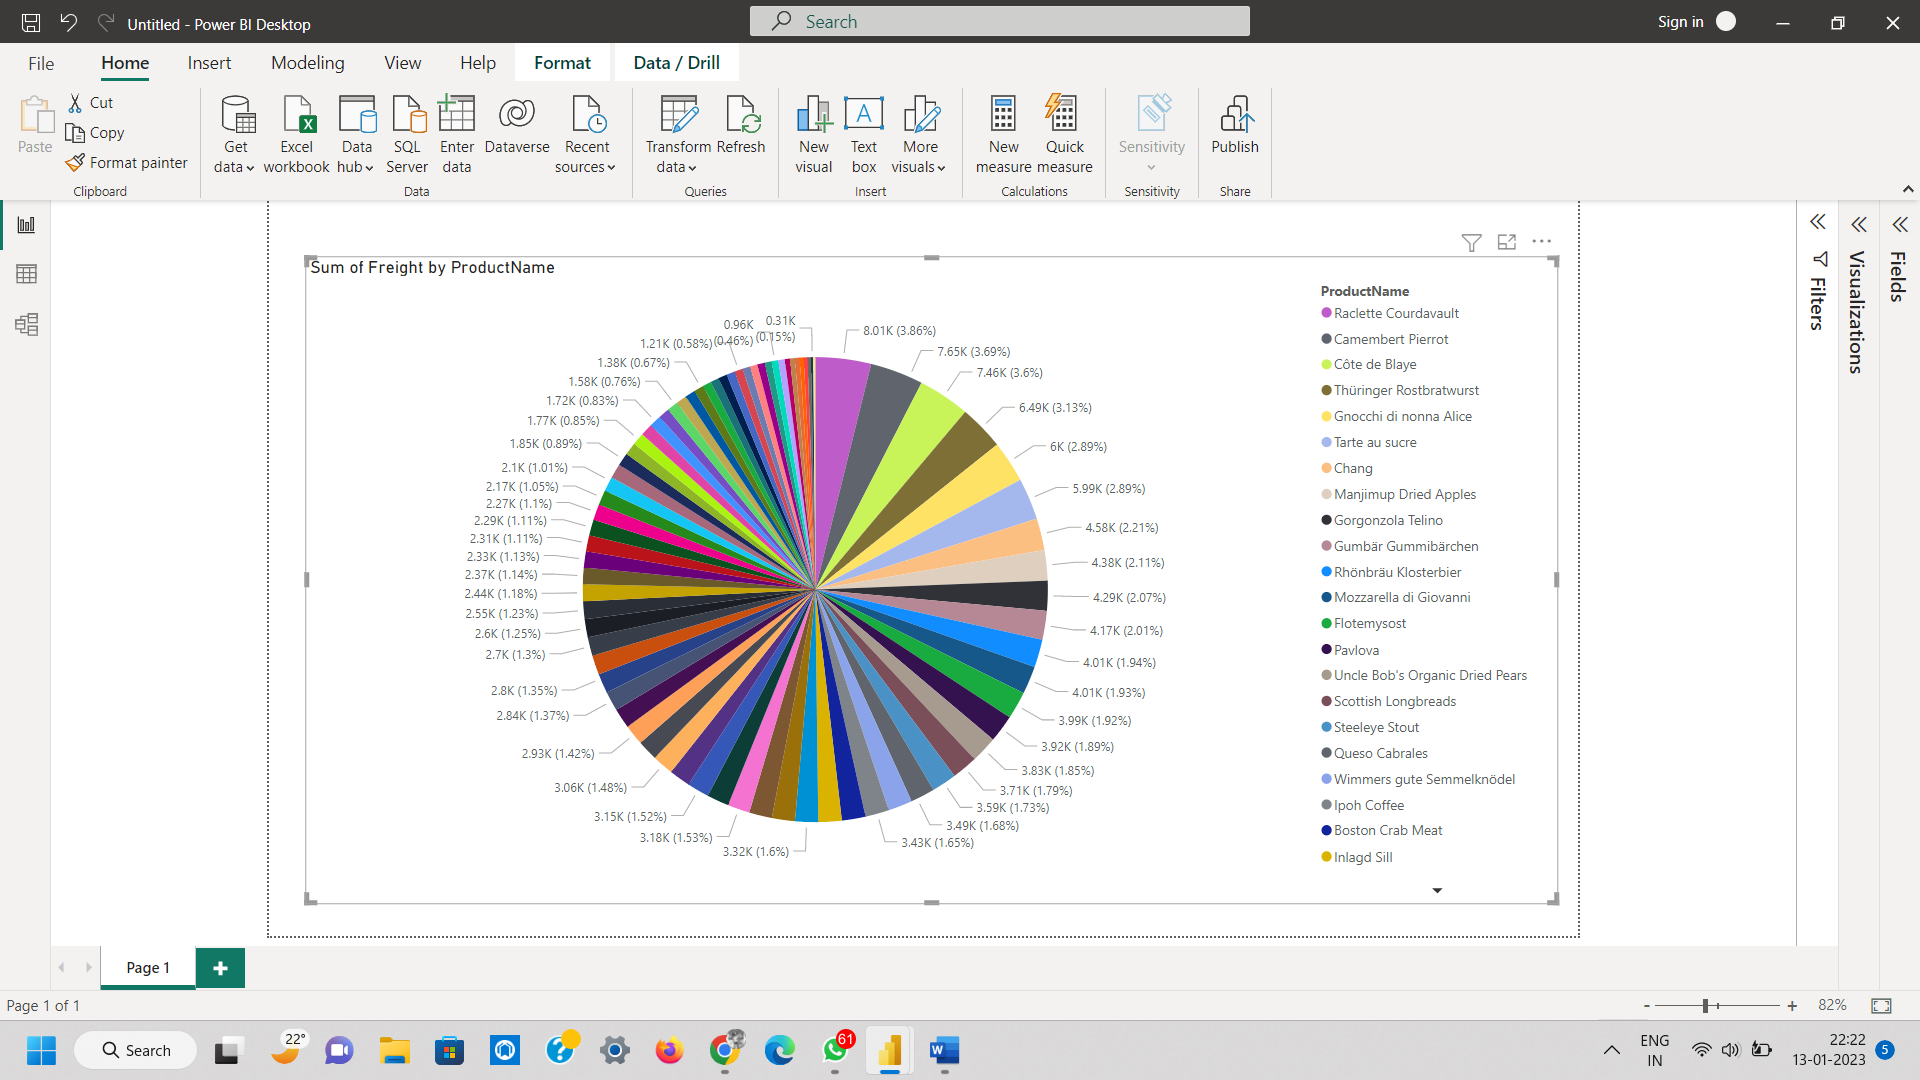 Untitled - Power BI Desktop
Search
Sign in
File
Home
Insert
Modeling
View
Help
Format
Data / Drill
Paste
Cut
Copy
Format painter
Clipboard
Get data
Excel workbook
Data hub
SQL Server
Enter data
Dataverse
Recent sources
Data
Transform data
Refresh
Queries
New visual
Text box
More visuals
Insert
New measure
Quick measure
Calculations
Sensitivity
Sensitivity
Publish
Share
Sum of Freight by ProductName
8.01K (3.86%)
7.65K (3.69%)
7.46K (3.6%)
6.49K (3.13%)
6K (2.89%)
5.99K (2.89%)
4.58K (2.21%)
4.38K (2.11%)
4.29K (2.07%)
4.17K (2.01%)
4.01K (1.94%)
4.01K (1.93%)
3.99K (1.92%)
3.92K (1.89%)
3.83K (1.85%)
3.71K (1.79%)
3.59K (1.73%)
3.49K (1.68%)
3.43K (1.65%)
3.32K (1.6%)
3.18K (1.53%)
3.15K (1.52%)
3.06K (1.48%)
2.93K (1.42%)
2.84K (1.37%)
2.8K (1.35%)
2.7K (1.3%)
2.6K (1.25%)
2.55K (1.23%)
2.44K (1.18%)
2.37K (1.14%)
2.33K (1.13%)
2.31K (1.11%)
2.29K (1.11%)
2.27K (1.1%)
2.17K (1.05%)
2.1K (1.01%)
1.85K (0.89%)
1.77K (0.85%)
1.72K (0.83%)
1.58K (0.76%)
1.38K (0.67%)
1.21K (0.58%)
0.96K (0.46%)
0.31K (0.15%)
ProductName
Raclette Courdavault
Camembert Pierrot
Côte de Blaye
Thüringer Rostbratwurst
Gnocchi di nonna Alice
Tarte au sucre
Chang
Manjimup Dried Apples
Gorgonzola Telino
Gumbär Gummibärchen
Rhönbräu Klosterbier
Mozzarella di Giovanni
Flotemysost
Pavlova
Uncle Bob's Organic Dried Pears
Scottish Longbreads
Steeleye Stout
Queso Cabrales
Wimmers gute Semmelknödel
Ipoh Coffee
Boston Crab Meat
Inlagd Sill
Filters
Visualizations
Fields
Page 1
Page 1 of 1
82%
Search
22°
61
ENG
IN
22:22
13-01-2023
5